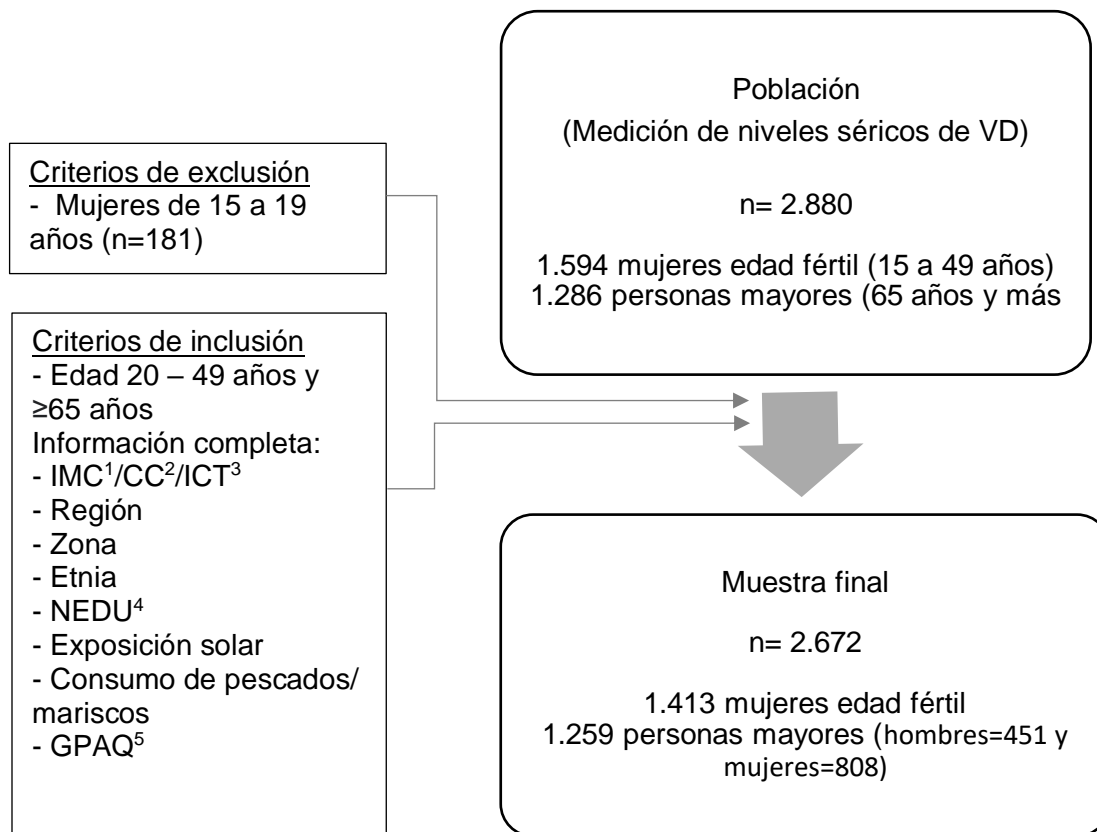 Población
(Medición de niveles séricos de VD)
n= 2.880
1.594 mujeres edad fértil (15 a 49 años)
1.286 personas mayores (65 años y más
Criterios de exclusión
- Mujeres de 15 a 19
años (n=181)
Criterios de inclusión
- Edad 20 – 49 años y
≥65 años
Información completa:
- IMC¹/CC²/ICT³
- Región
- Zona
- Etnia
- NEDU⁴
- Exposición solar
- Consumo de pescados/
mariscos
- GPAQ⁵
Muestra final
n= 2.672
1.413 mujeres edad fértil
1.259 personas mayores (hombres=451 y
mujeres=808)